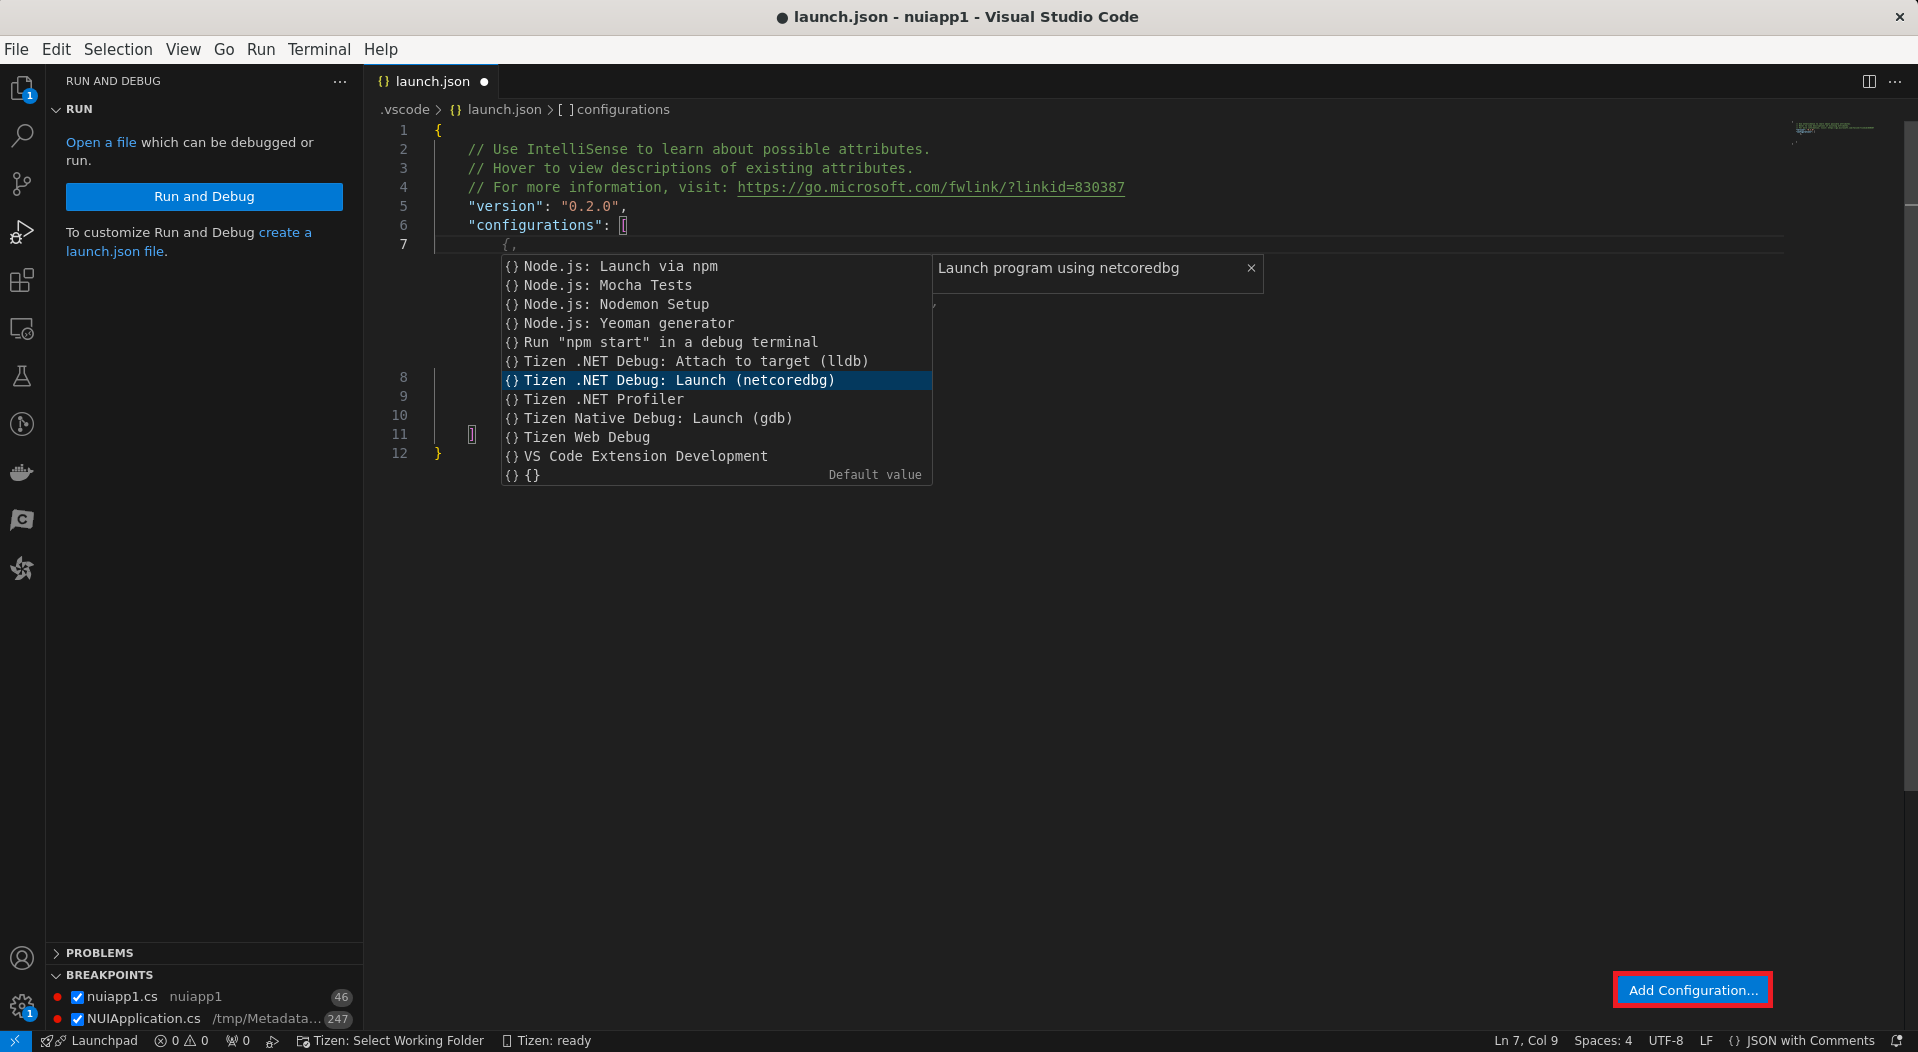 ● launch.json - nuiapp1 - Visual Studio Code
File Edit Selection View Go Run Terminal Help
RUN AND DEBUG
RUN
Open a file which can be debugged or
run.
Run and Debug
To customize Run and Debug create a
launch.json file.
{} launch.json ●
.vscode > {} launch.json > [ ] configurations
1 {
2 // Use IntelliSense to learn about possible attributes.
3 // Hover to view descriptions of existing attributes.
4 // For more information, visit: https://go.microsoft.com/fwlink/?linkid=830387
5 "version": "0.2.0",
6 "configurations": [
7 {,
{} Node.js: Launch via npm
{} Node.js: Mocha Tests
{} Node.js: Nodemon Setup
{} Node.js: Yeoman generator
{} Run "npm start" in a debug terminal
{} Tizen .NET Debug: Attach to target (lldb)
{} Tizen .NET Debug: Launch (netcoredbg)
{} Tizen .NET Profiler
{} Tizen Native Debug: Launch (gdb)
{} Tizen Web Debug
{} VS Code Extension Development
{} {} Default value
Launch program using netcoredbg
8
9
10
11 ]
12 }
Add Configuration...
PROBLEMS
BREAKPOINTS
nuiapp1.cs nuiapp1 46
NUIApplication.cs /tmp/Metadata... 247
1
1
Launchpad 0 0 0 Tizen: Select Working Folder Tizen: ready
Ln 7, Col 9 Spaces: 4 UTF-8 LF {} JSON with Comments